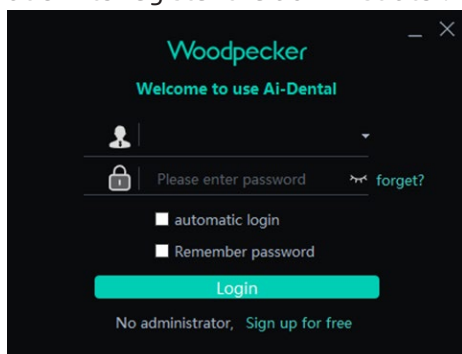 Woodpecker
Welcome to use Ai-Dental
Please enter password
forget?
automatic login
Remember password
Login
No administrator, Sign up for free